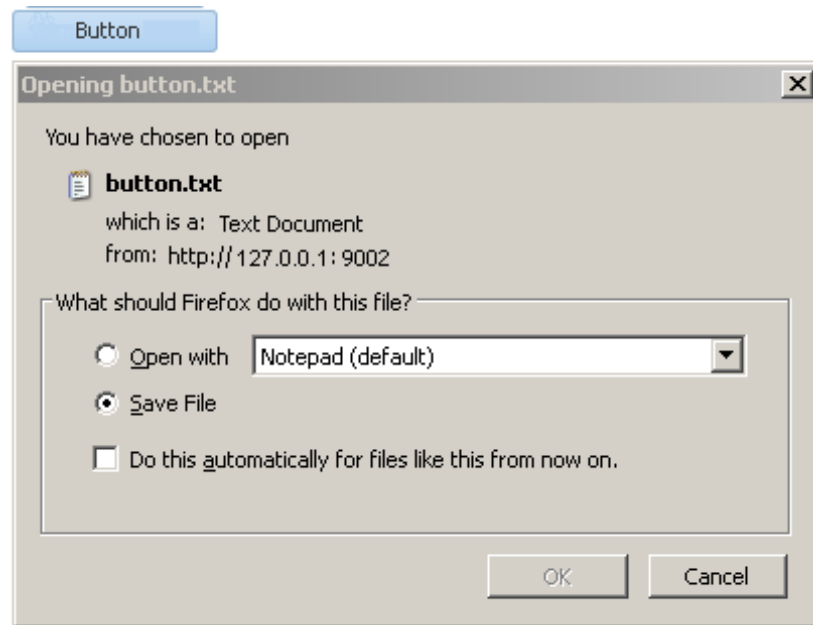 Button
Opening button.txt
You have chosen to open
button.txt
which is a: Text Document
from: http://127.0.0.1:9002
What should Firefox do with this file?
Open with Notepad (default)
Save File
Do this automatically for files like this from now on.
OK Cancel